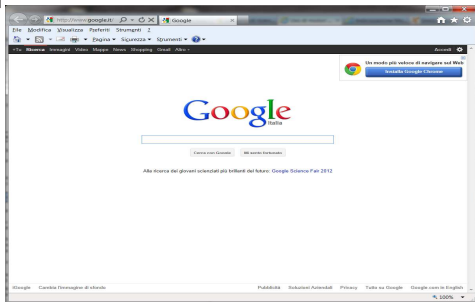 http://www.google.it/
Google
File Modifica Visualizza Preferiti Strumenti ?
Pagina Sicurezza Strumenti
+Tu Ricerca Immagini Video Mappe News Shopping Gmail Altro
Accedi
Un modo più veloce di navigare sul Web
Installa Google Chrome
Google
Italia
Cerca con Google Mi sento fortunato
Alla ricerca dei giovani scienziati più brillanti del futuro: Google Science Fair 2012
iGoogle Cambia l'immagine di sfondo Pubblicità Soluzioni Aziendali Privacy Tutto su Google Google.com in English
100%